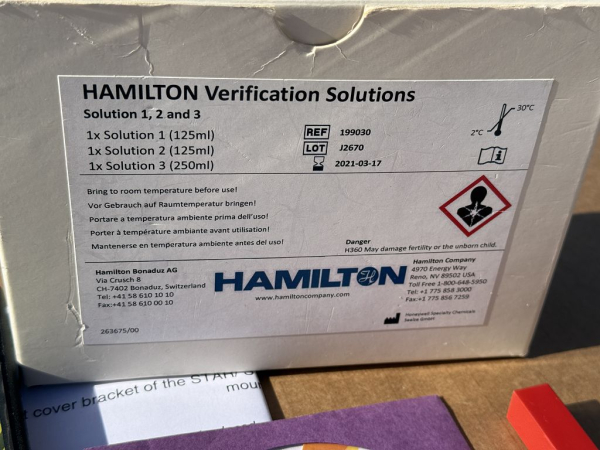 HAMILTON Verification Solutions
Solution 1, 2 and 3
1x Solution 1 (125ml)
1x Solution 2 (125ml)
1x Solution 3 (250ml)
REF 199030
LOT J2670
2021-03-17
30°C
2°C
i
Bring to room temperature before use!
Vor Gebrauch auf Raumtemperatur bringen!
Portare a temperatura ambiente prima dell'uso!
Porter à température ambiante avant utilisation!
Mantenerse en temperatura ambiente antes del uso!
Danger
H360 May damage fertility or the unborn child.
Hamilton Bonaduz AG
Via Crusch 8
CH-7402 Bonaduz, Switzerland
Tel: +41 58 610 10 10
Fax:+41 58 610 00 10
263675/00
HAMILTON
www.hamiltoncompany.com
Hamilton Company
4970 Energy Way
Reno, NV 89502 USA
Toll Free 1-800-648-5950
Tel: +1 775 858 3000
Fax:+1 775 856 7259
Honeywell Specialty Chemicals
Seelze GmbH
cover bracket of the STAR
mou